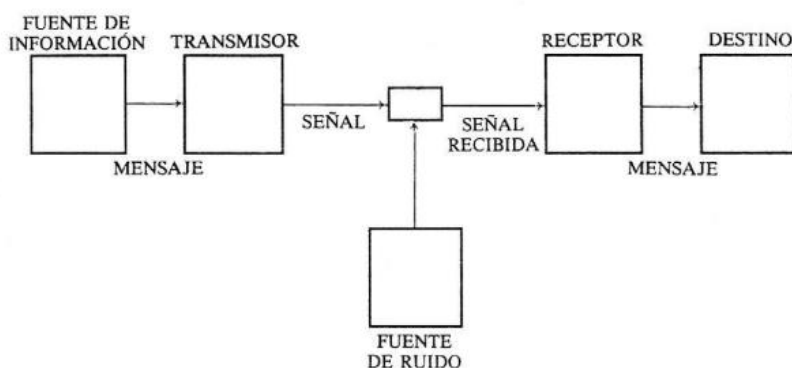 FUENTE DE
INFORMACIÓN
TRANSMISOR
RECEPTOR
DESTINO
SEÑAL
SEÑAL
RECIBIDA
MENSAJE
MENSAJE
FUENTE
DE RUIDO